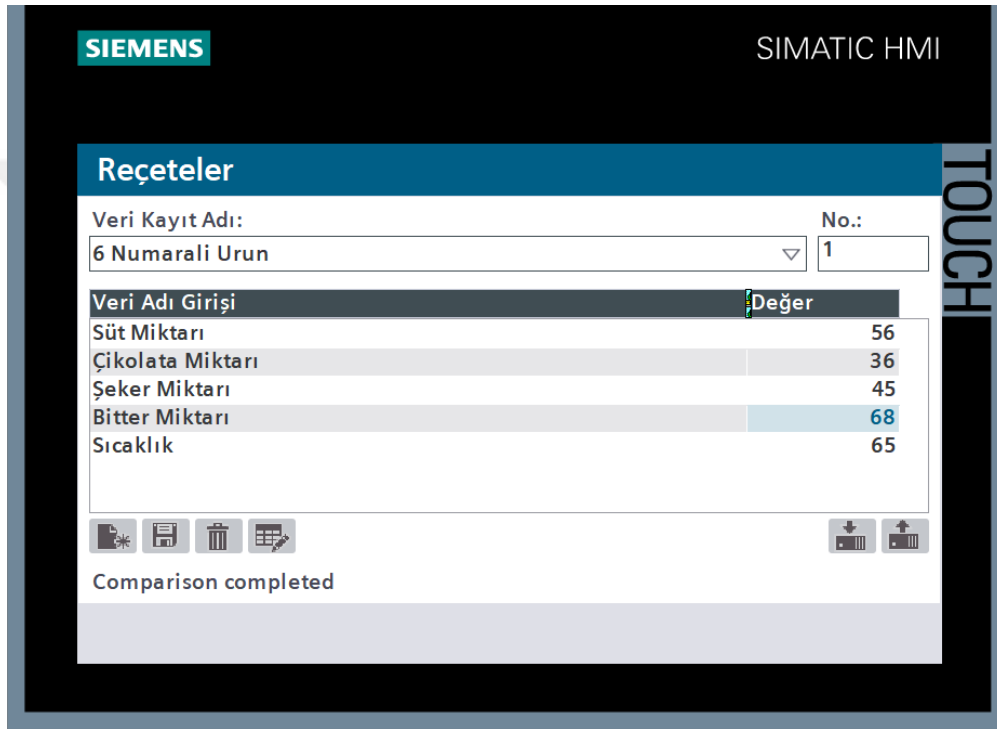 SIEMENS
SIMATIC HMI
TOUCH
Reçeteler
Veri Kayıt Adı:
No.:
6 Numarali Urun
1
Veri Adı Girişi
Değer
Süt Miktarı
56
Çikolata Miktarı
36
Şeker Miktarı
45
Bitter Miktarı
68
Sıcaklık
65
Comparison completed